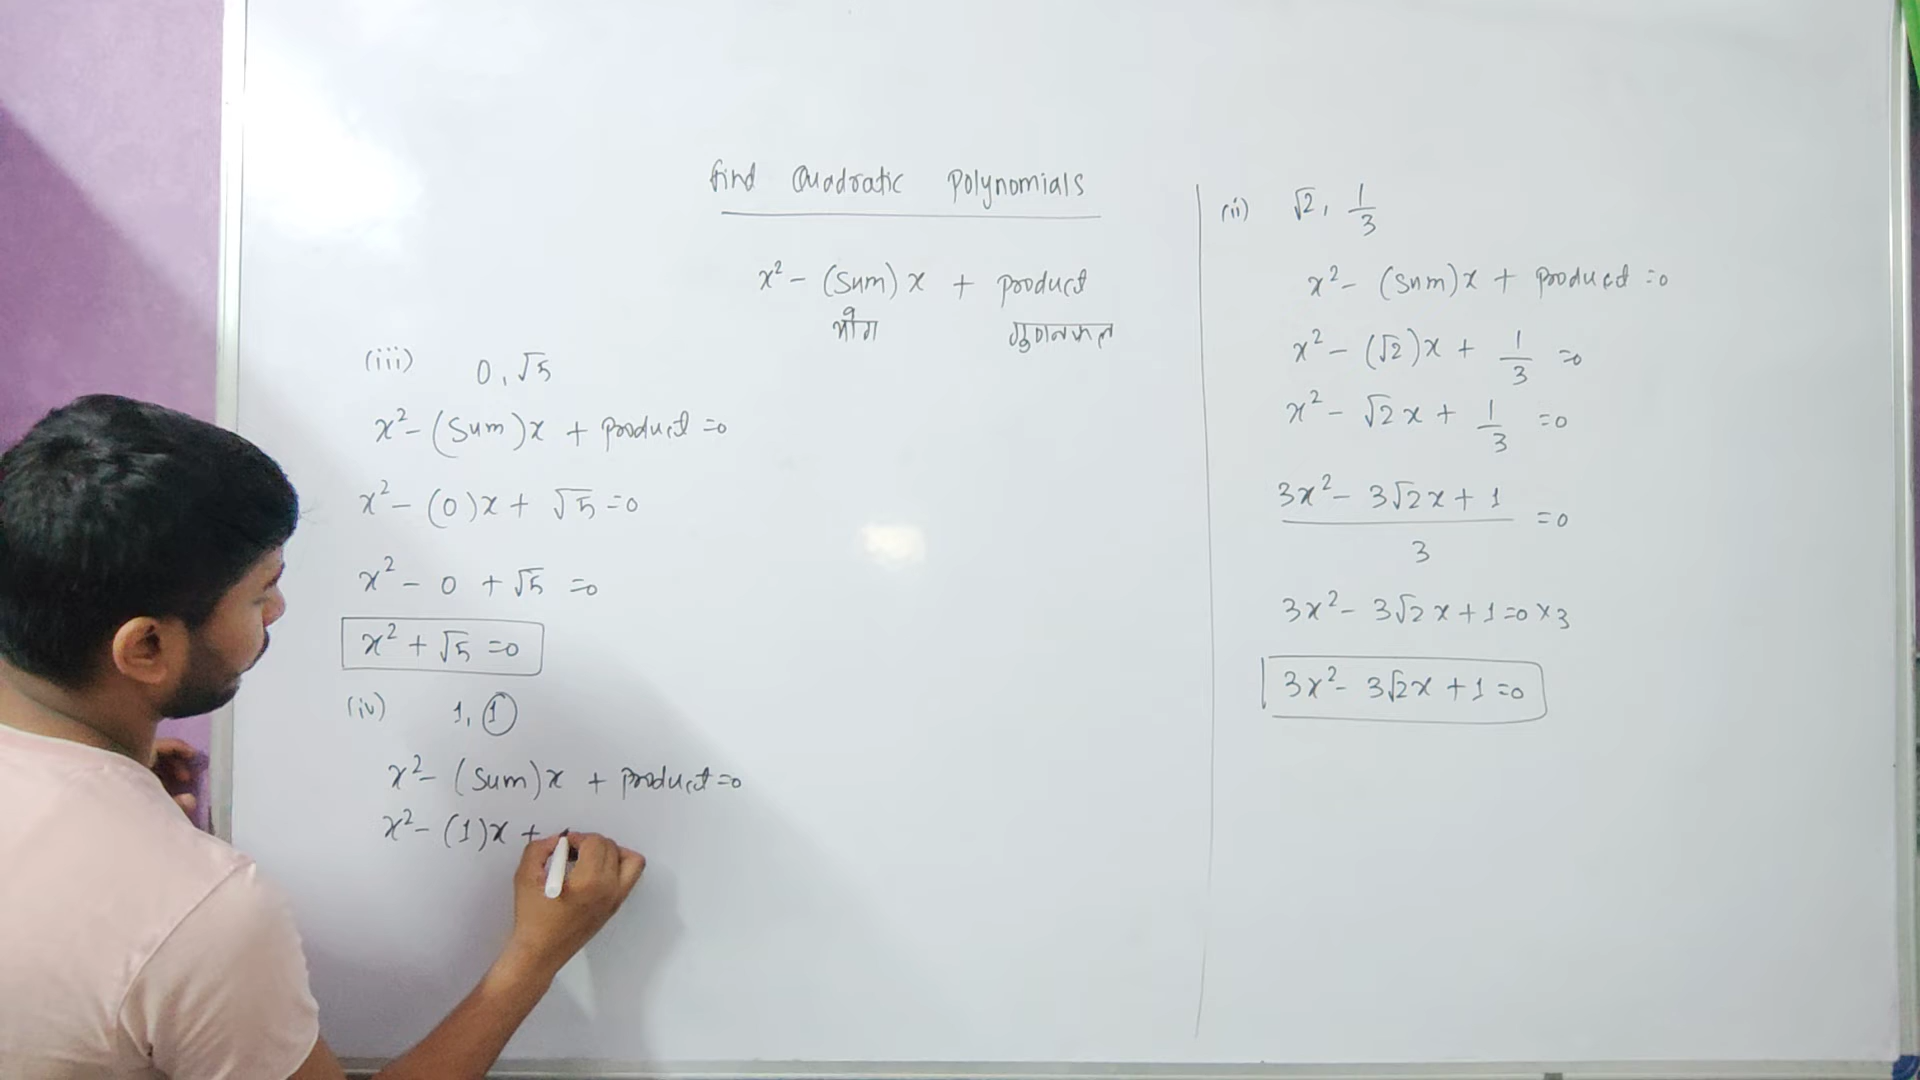 find Quadratic Polynomials
x² - (Sum) x + product
योग गुणनफल
(iii) 0, √5
x² - (Sum)x + product =0
x² - (0)x + √5 =0
x² - 0 + √5 =0
x² + √5 =0
(iv) 1, 1
x² - (Sum)x + product =0
x² - (1)x +
(ii) √2, 1/3
x² - (Sum)x + product =0
x² - (√2)x + 1/3 =0
x² - √2x + 1/3 =0
3x² - 3√2x + 1
=0
3
3x² - 3√2x + 1 =0×3
3x² - 3√2x + 1 =0